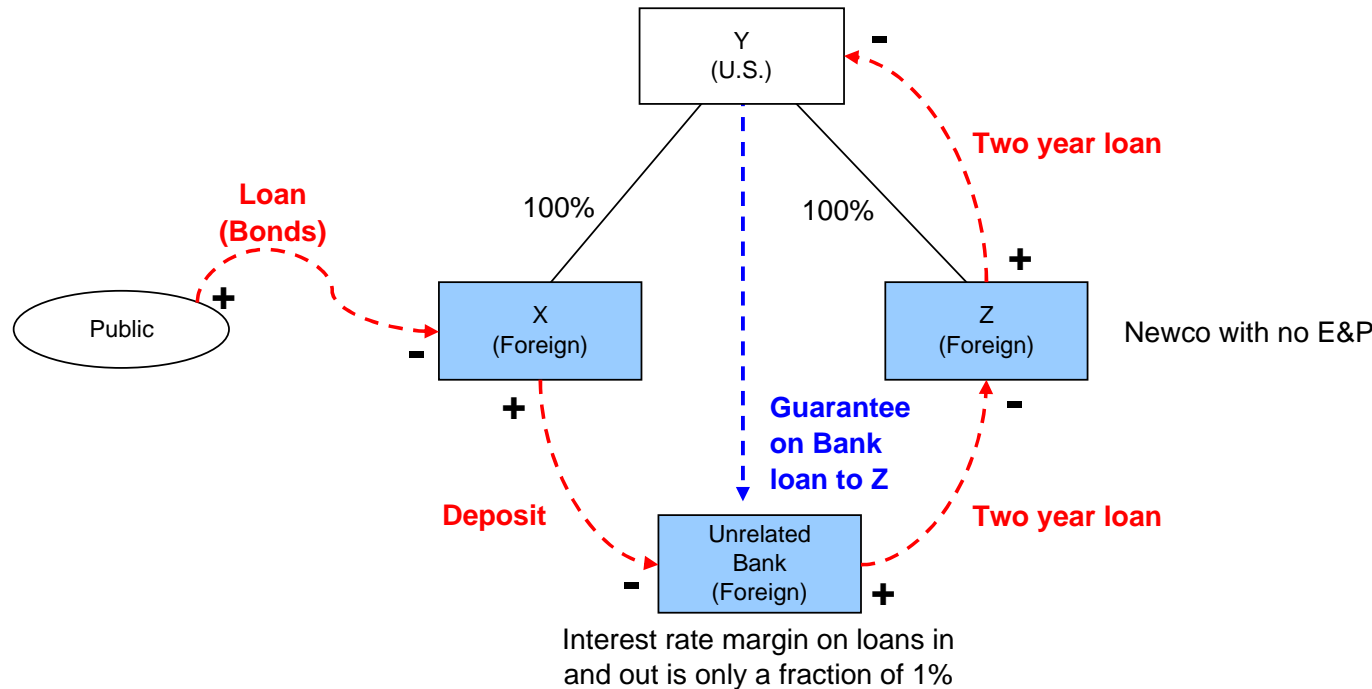 Y
(U.S.)
-
Two year loan
Loan
(Bonds)
100%
100%
+
+
Public
-
X
(Foreign)
Z
(Foreign)
Newco with no E&P
+
-
Guarantee
on Bank
loan to Z
Deposit
Two year loan
Unrelated
Bank
(Foreign)
-
+
Interest rate margin on loans in
and out is only a fraction of 1%